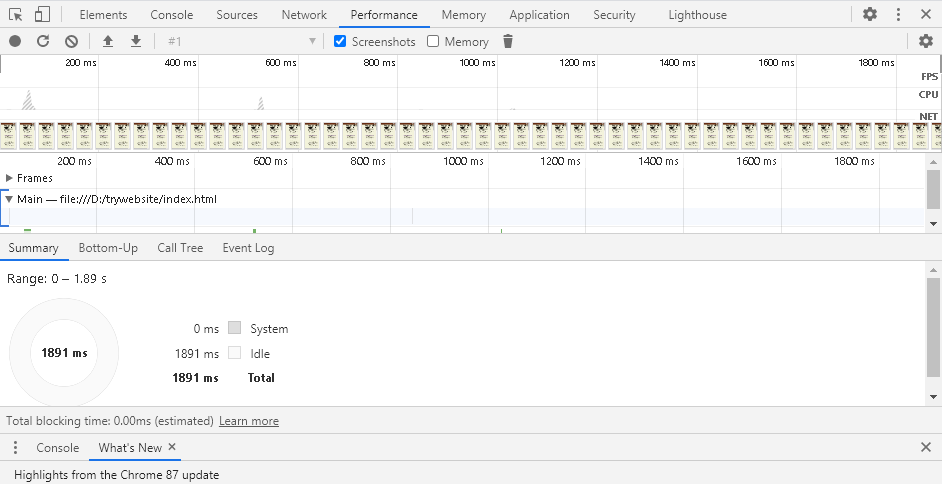 Elements Console Sources Network Performance Memory Application Security Lighthouse
#1 Screenshots Memory
200 ms 400 ms 600 ms 800 ms 1000 ms 1200 ms 1400 ms 1600 ms 1800 ms
FPS
CPU
NET
200 ms 400 ms 600 ms 800 ms 1000 ms 1200 ms 1400 ms 1600 ms 1800 ms
Frames
Main — file:///D:/trywebsite/index.html
Summary Bottom-Up Call Tree Event Log
Range: 0 – 1.89 s
1891 ms
0 ms System
1891 ms Idle
1891 ms Total
Total blocking time: 0.00ms (estimated) Learn more
Console What's New
Highlights from the Chrome 87 update